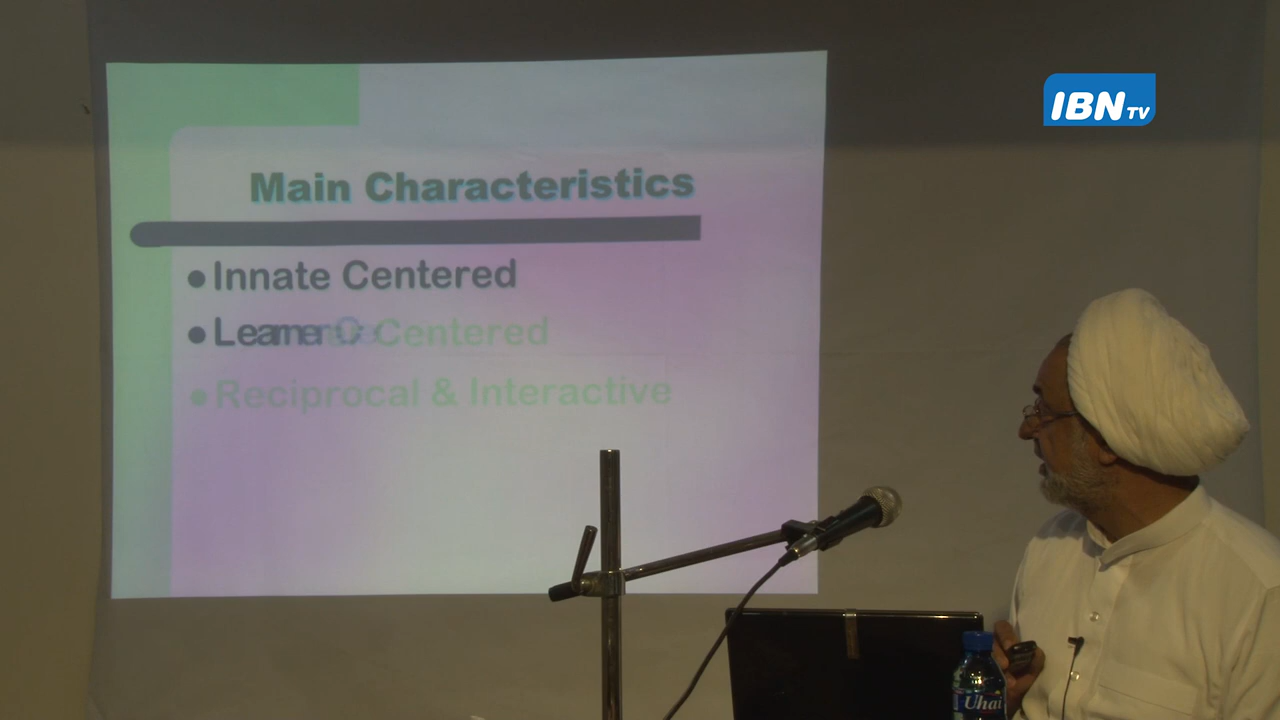 IBN TV
Main Characteristics
Innate Centered
Learner Centered
Reciprocal & Interactive
Uhai